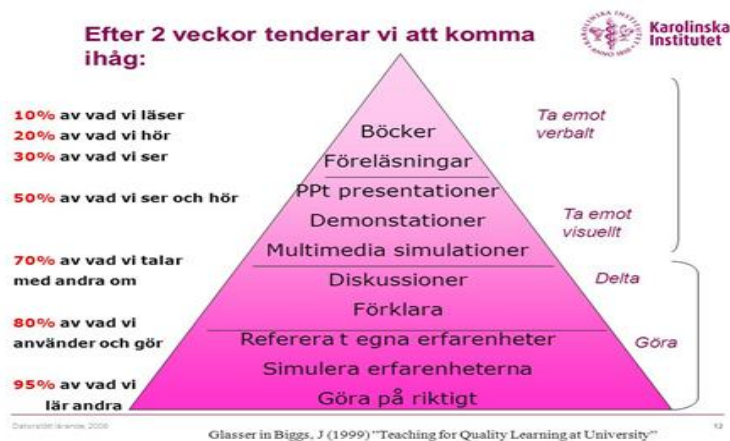 Efter 2 veckor tenderar vi att komma
ihåg:
Karolinska
Institutet
10% av vad vi läser
20% av vad vi hör
30% av vad vi ser
50% av vad vi ser och hör
70% av vad vi talar
med andra om
80% av vad vi
använder och gör
95% av vad vi
lär andra
Böcker
Föreläsningar
PPt presentationer
Demonstationer
Multimedia simulationer
Diskussioner
Förklara
Referera t egna erfarenheter
Simulera erfarenheterna
Göra på riktigt
Ta emot
verbalt
Ta emot
visuellt
Delta
Göra
Datorstött lärande, 2006
12
Glasser in Biggs, J (1999) "Teaching for Quality Learning at University"